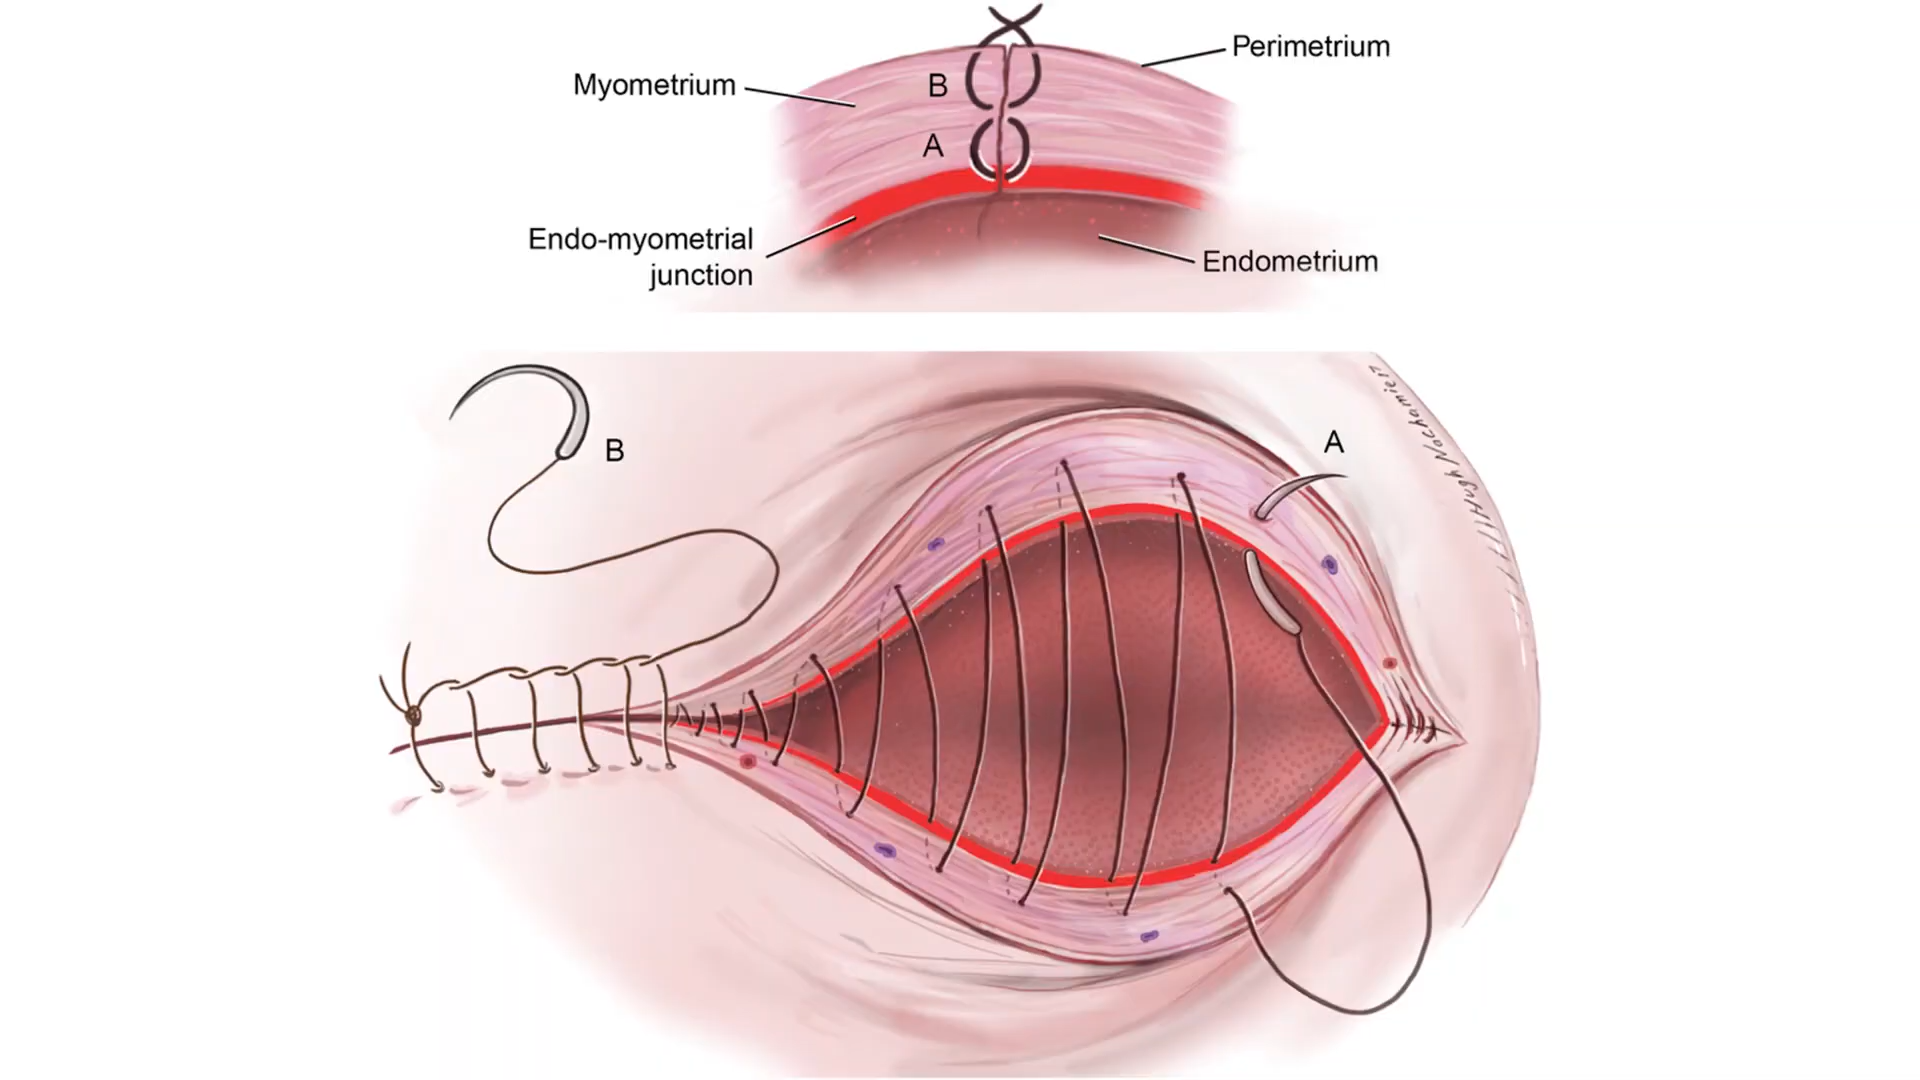 Perimetrium
Myometrium
B
A
Endo-myometrial
junction
Endometrium
B
A